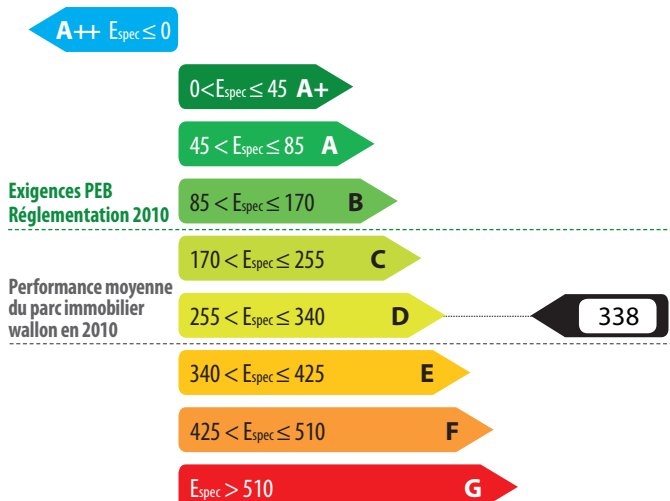 A++ Espec ≤ 0
0 < Espec ≤ 45 A+
45 < Espec ≤ 85 A
Exigences PEB
Réglementation 2010
85 < Espec ≤ 170 B
170 < Espec ≤ 255 C
Performance moyenne
du parc immobilier
wallon en 2010
255 < Espec ≤ 340 D
338
340 < Espec ≤ 425 E
425 < Espec ≤ 510 F
Espec > 510 G